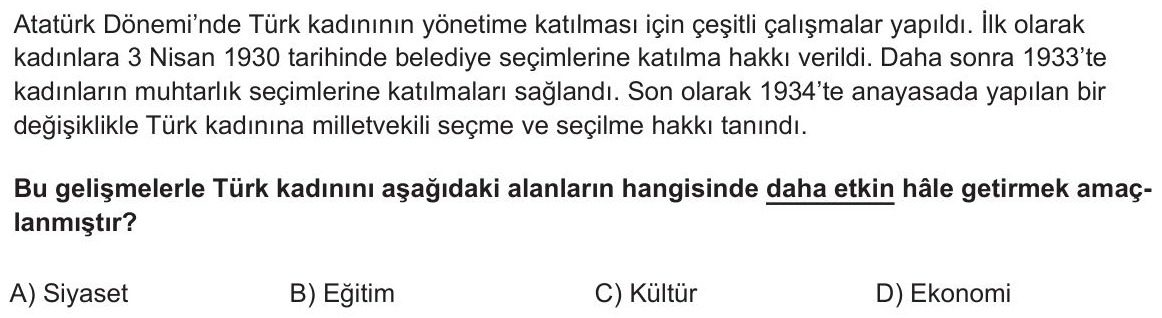 Atatürk Dönemi’nde Türk kadınının yönetime katılması için çeşitli çalışmalar yapıldı. İlk olarak
kadınlara 3 Nisan 1930 tarihinde belediye seçimlerine katılma hakkı verildi. Daha sonra 1933’te
kadınların muhtarlık seçimlerine katılmaları sağlandı. Son olarak 1934’te anayasada yapılan bir
değişiklikle Türk kadınına milletvekili seçme ve seçilme hakkı tanındı.
Bu gelişmelerle Türk kadınını aşağıdaki alanların hangisinde daha etkin hâle getirmek amaç-
lanmıştır?
A) Siyaset B) Eğitim C) Kültür D) Ekonomi